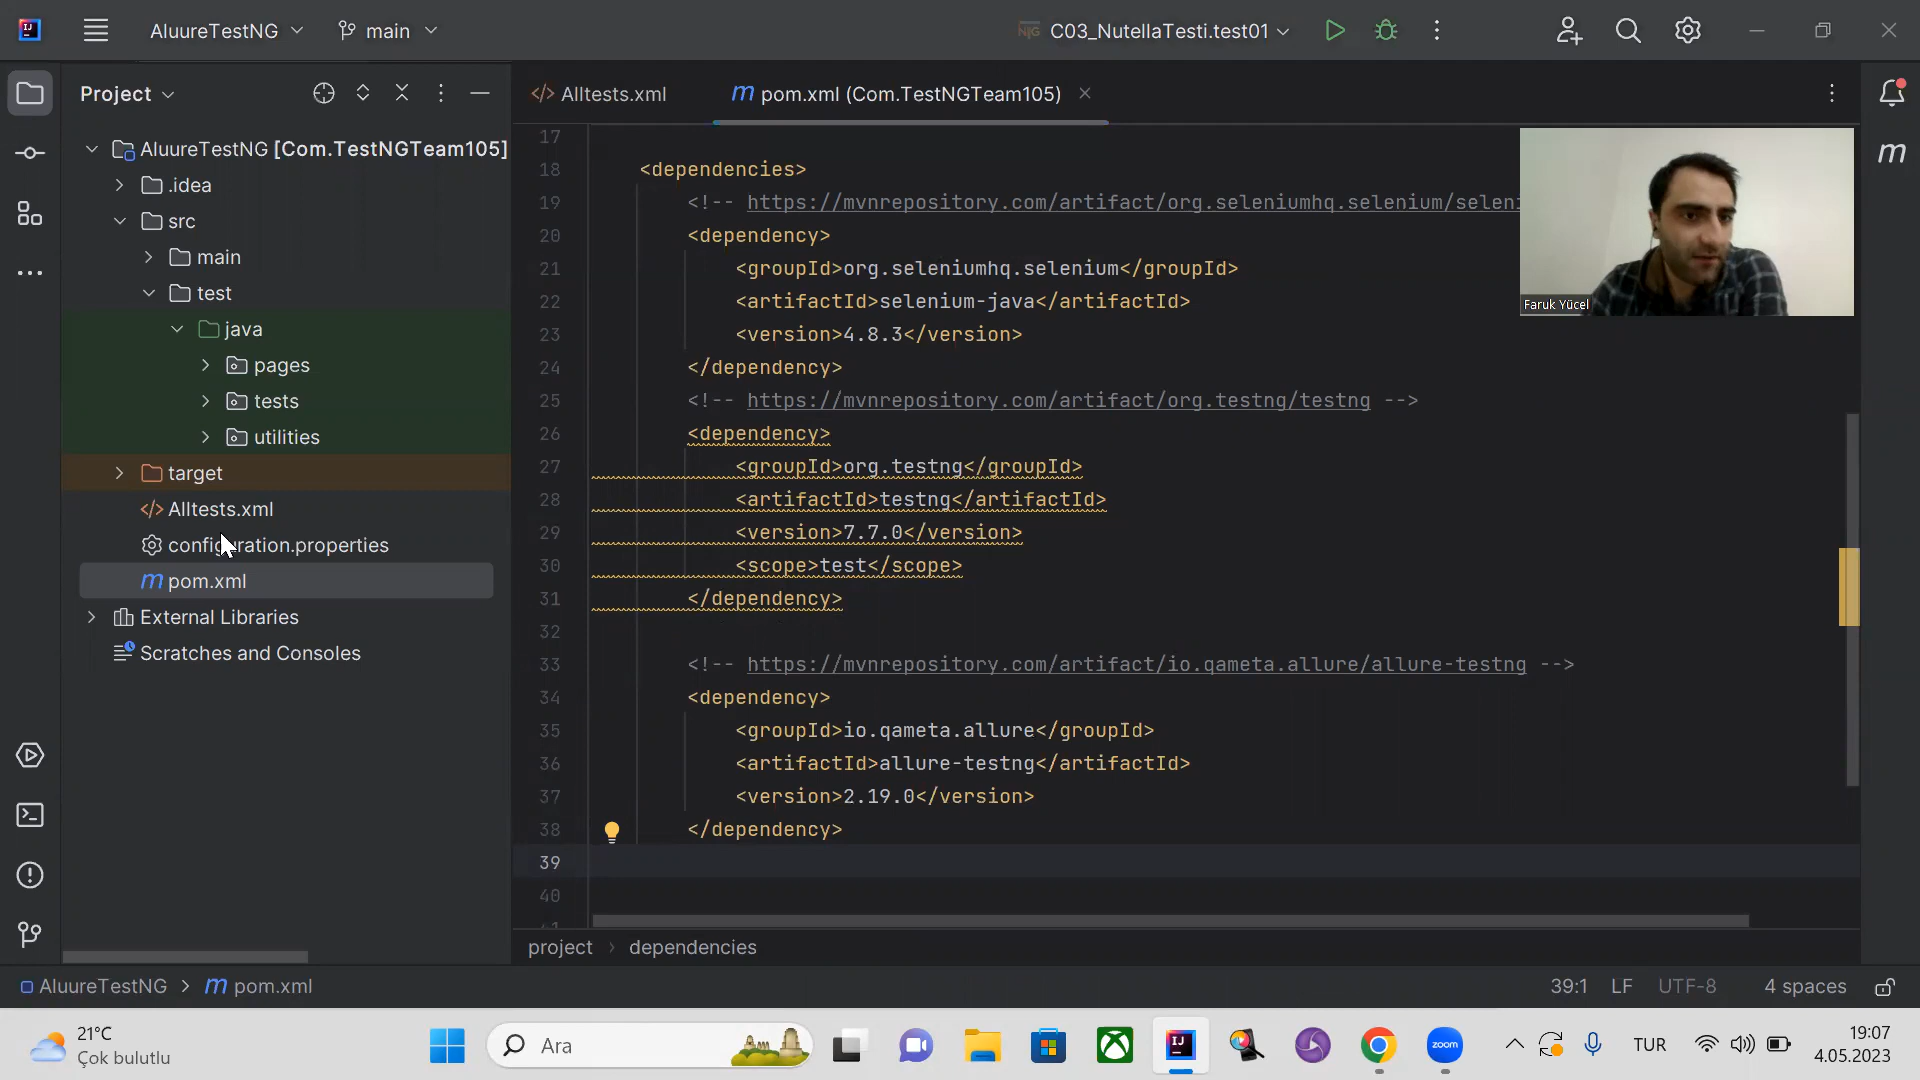 AluureTestNG
main
C03_NutellaTesti.test01
Project
Alltests.xml
pom.xml (Com.TestNGTeam105)
AluureTestNG [Com.TestNGTeam105]
.idea
src
main
test
java
pages
tests
utilities
target
Alltests.xml
configuration.properties
pom.xml
External Libraries
Scratches and Consoles
17
18 <dependencies>
19 <!-- https://mvnrepository.com/artifact/org.seleniumhq.selenium/seleni
20 <dependency>
21 <groupId>org.seleniumhq.selenium</groupId>
22 <artifactId>selenium-java</artifactId>
23 <version>4.8.3</version>
24 </dependency>
25 <!-- https://mvnrepository.com/artifact/org.testng/testng -->
26 <dependency>
27 <groupId>org.testng</groupId>
28 <artifactId>testng</artifactId>
29 <version>7.7.0</version>
30 <scope>test</scope>
31 </dependency>
32
33 <!-- https://mvnrepository.com/artifact/io.qameta.allure/allure-testng -->
34 <dependency>
35 <groupId>io.qameta.allure</groupId>
36 <artifactId>allure-testng</artifactId>
37 <version>2.19.0</version>
38 </dependency>
39
40
Faruk Yücel
project > dependencies
AluureTestNG > pom.xml
39:1 LF UTF-8 4 spaces
21°C
Çok bulutlu
Ara
zoom
TUR
19:07
4.05.2023